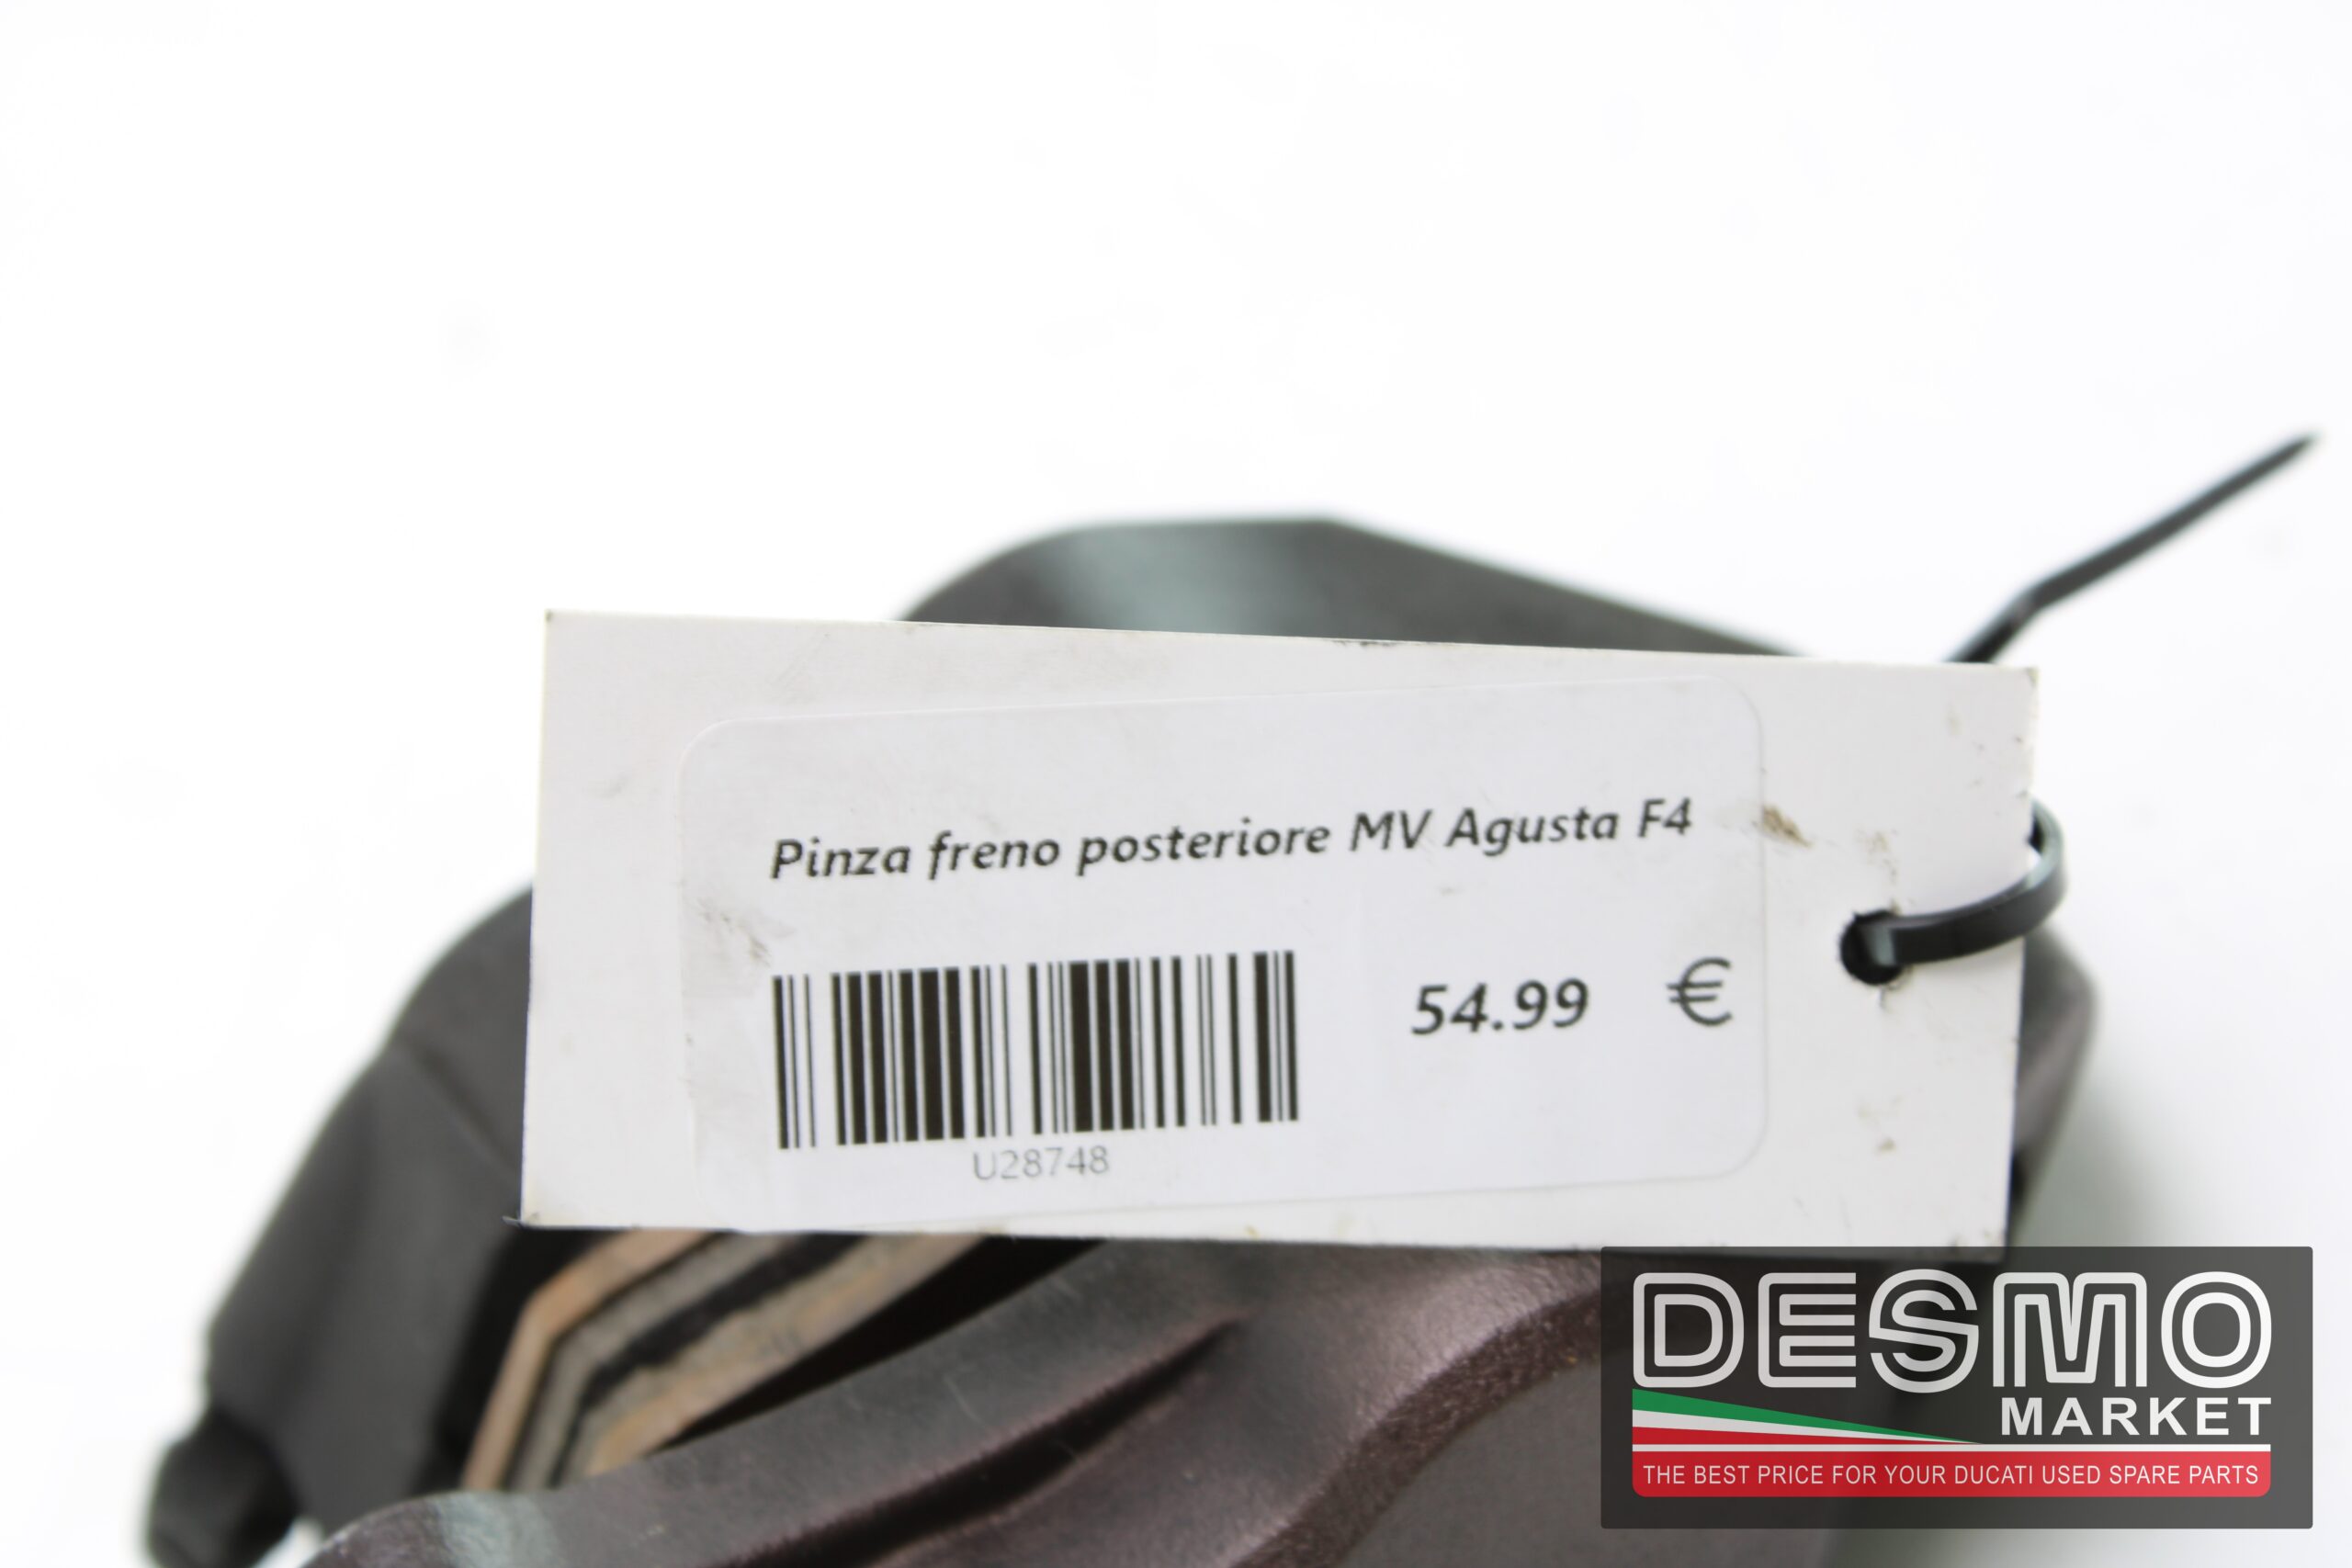 Pinza freno posteriore MV Agusta F4
54.99 €
U28748
DESMO
MARKET
THE BEST PRICE FOR YOUR DUCATI USED SPARE PARTS